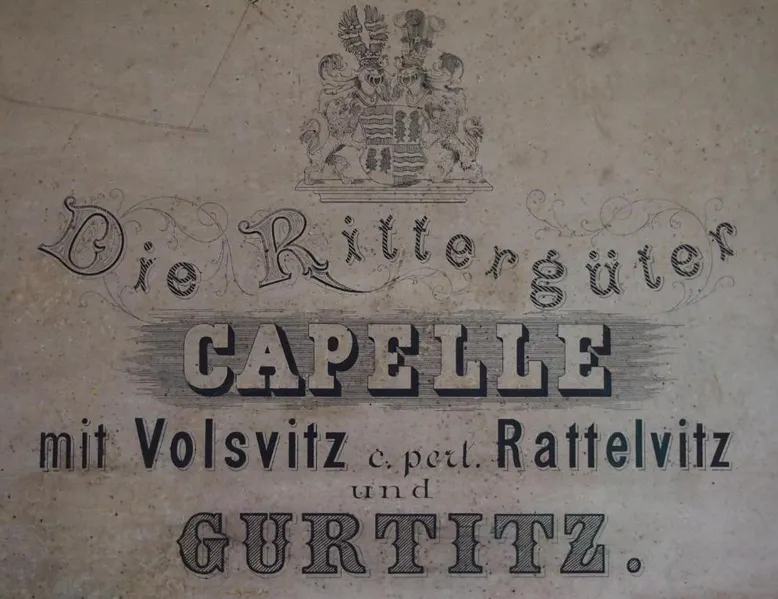 Die Rittergüter
CAPELLE
mit Volsvitz c. pert. Rattelvitz
und
GURTITZ.